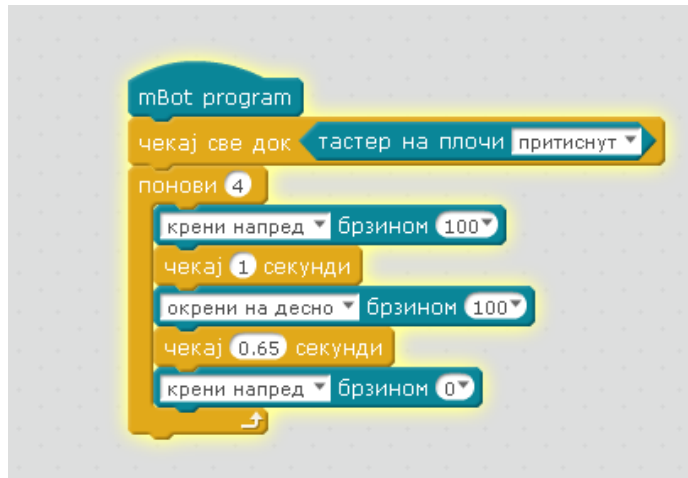 mBot program
чекај све док тастер на плочи притиснут
понови 4
крени напред брзином 100
чекај 1 секунди
окрени на десно брзином 100
чекај 0.65 секунди
крени напред брзином 0